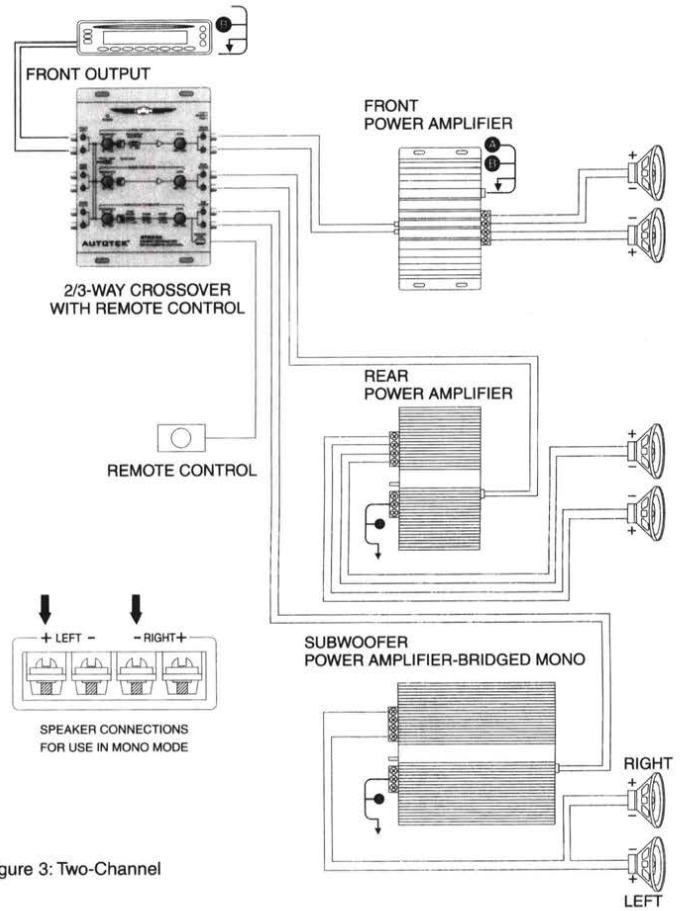 FRONT OUTPUT
FRONT
POWER AMPLIFIER
A
B
AUTOTEK
2/3-WAY CROSSOVER
WITH REMOTE CONTROL
REAR
POWER AMPLIFIER
REMOTE CONTROL
+ LEFT - - RIGHT +
SPEAKER CONNECTIONS
FOR USE IN MONO MODE
SUBWOOFER
POWER AMPLIFIER-BRIDGED MONO
RIGHT
LEFT
gure 3: Two-Channel